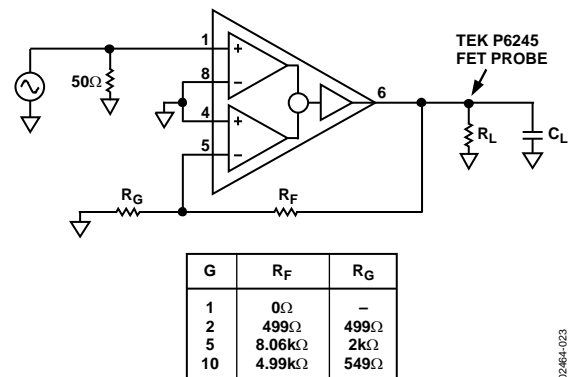 1
+
8
–
4
+
5
–
6
50Ω
TEK P6245
FET PROBE
R_L
C_L
R_G
R_F
G R_F R_G
1 0Ω –
2 499Ω 499Ω
5 8.06kΩ 2kΩ
10 4.99kΩ 549Ω
02464-023